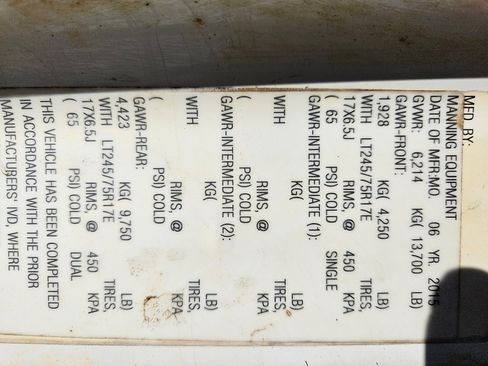 MFD BY:
MANNING EQUIPMENT
DATE OF MFR:MO. 06 YR. 2015
GVWR: 6,214 KG( 13,700 LB)
GAWR-FRONT:
1,928 KG( 4,250 LB)
WITH LT245/75R17E TIRES,
17X6.5J RIMS, @ 450 KPA
( 65 PSI) COLD SINGLE
GAWR-INTERMEDIATE (1):
KG( LB)
WITH TIRES,
RIMS, @ KPA
( PSI) COLD
GAWR-INTERMEDIATE (2):
KG( LB)
WITH TIRES,
RIMS, @ KPA
( PSI) COLD
GAWR-REAR:
4,423 KG( 9,750 LB)
WITH LT245/75R17E TIRES,
17X6.5J RIMS, @ 450 KPA
( 65 PSI) COLD DUAL
THIS VEHICLE HAS BEEN COMPLETED
IN ACCORDANCE WITH THE PRIOR
MANUFACTURERS' IVD, WHERE